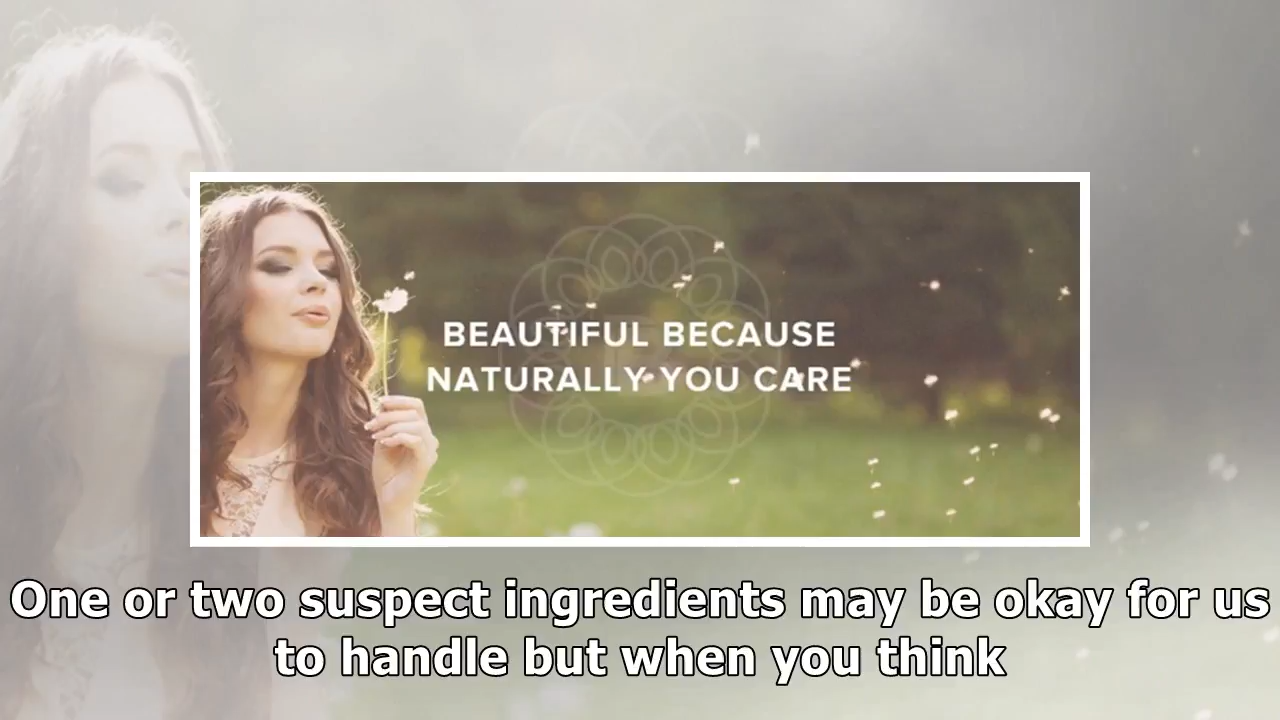 BEAUTIFUL BECAUSE
NATURALLY YOU CARE
One or two suspect ingredients may be okay for us
to handle but when you think